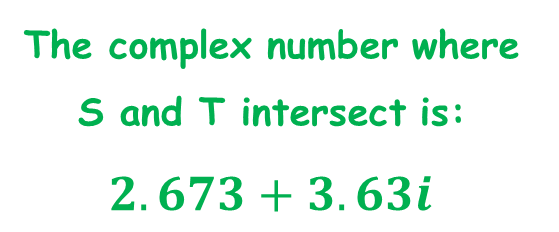 The complex number where
S and T intersect is:
2.673 + 3.63i